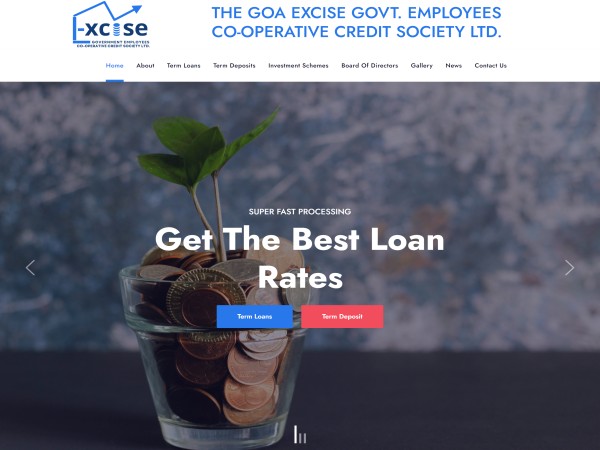 Excise
GOVERNMENT EMPLOYEES
CO-OPERATIVE CREDIT SOCIETY LTD.
THE GOA EXCISE GOVT. EMPLOYEES
CO-OPERATIVE CREDIT SOCIETY LTD.
Home About Term Loans Term Deposits Investment Schemes Board Of Directors Gallery News Contact Us
SUPER FAST PROCESSING
Get The Best Loan
Rates
Term Loans Term Deposit